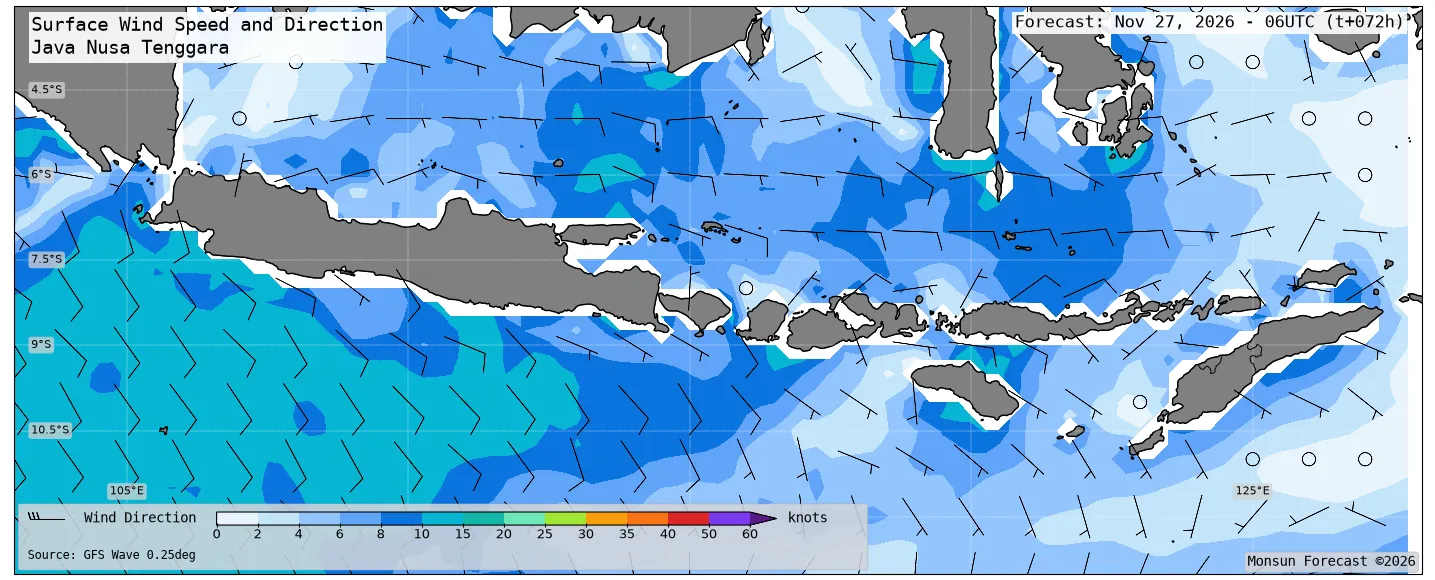 Surface Wind Speed and Direction
Java Nusa Tenggara
Forecast: Nov 27, 2026 - 06UTC (t+072h)
4.5°S
6°S
7.5°S
9°S
10.5°S
105°E
125°E
Wind Direction
0 2 4 6 8 10 15 20 25 30 35 40 50 60
knots
Source: GFS Wave 0.25deg
Monsun Forecast ©2026